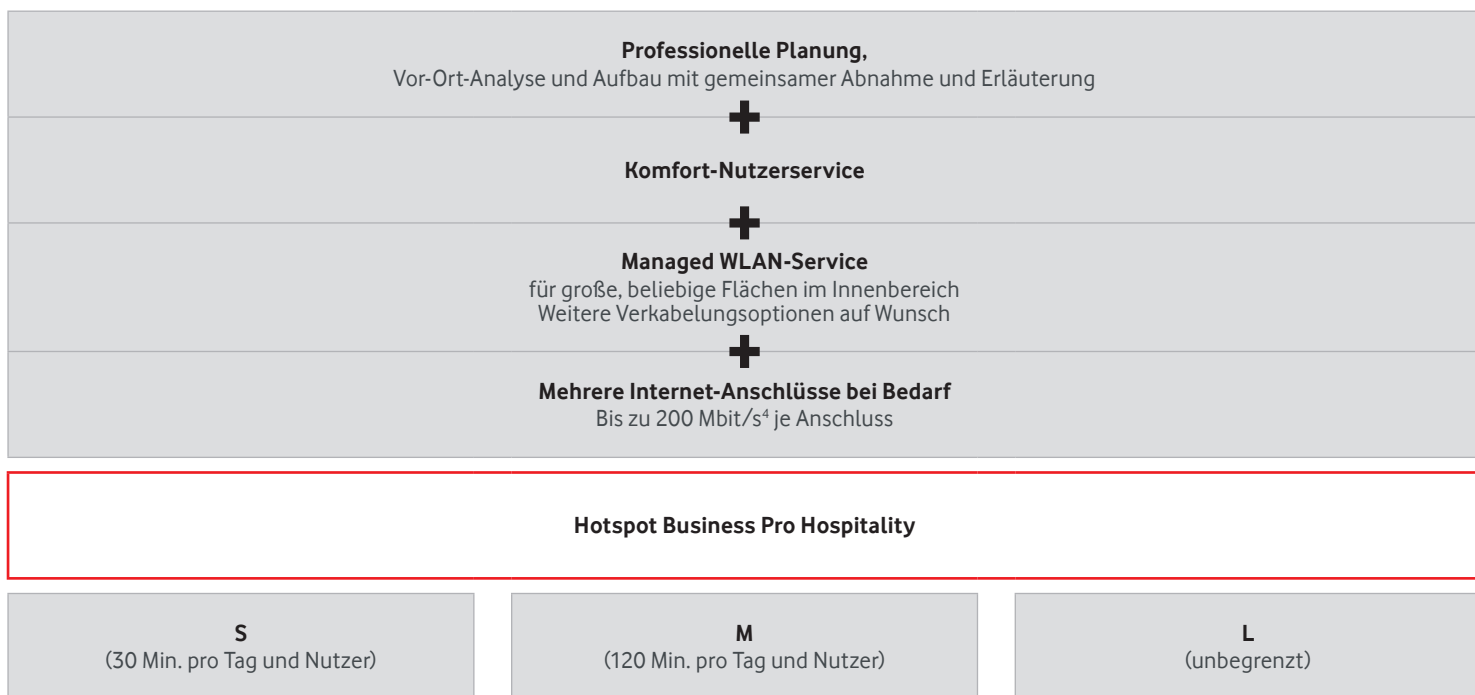 Professionelle Planung,
Vor-Ort-Analyse und Aufbau mit gemeinsamer Abnahme und Erläuterung
+
Komfort-Nutzerservice
+
Managed WLAN-Service
für große, beliebige Flächen im Innenbereich
Weitere Verkabelungsoptionen auf Wunsch
+
Mehrere Internet-Anschlüsse bei Bedarf
Bis zu 200 Mbit/s⁴ je Anschluss
Hotspot Business Pro Hospitality
S
(30 Min. pro Tag und Nutzer)
M
(120 Min. pro Tag und Nutzer)
L
(unbegrenzt)